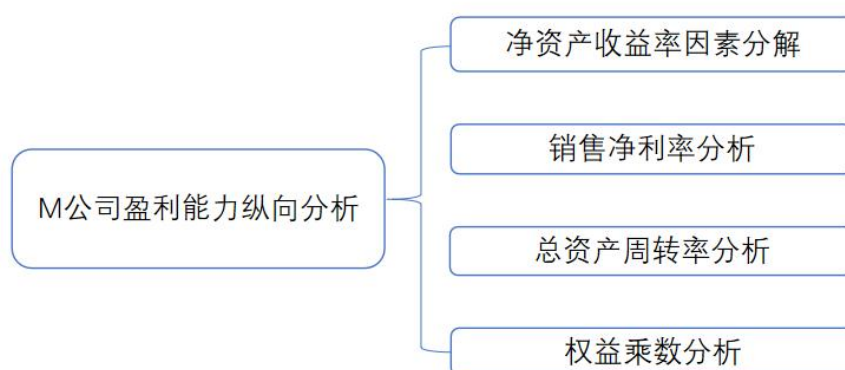 净资产收益率因素分解
销售净利率分析
M公司盈利能力纵向分析
总资产周转率分析
权益乘数分析